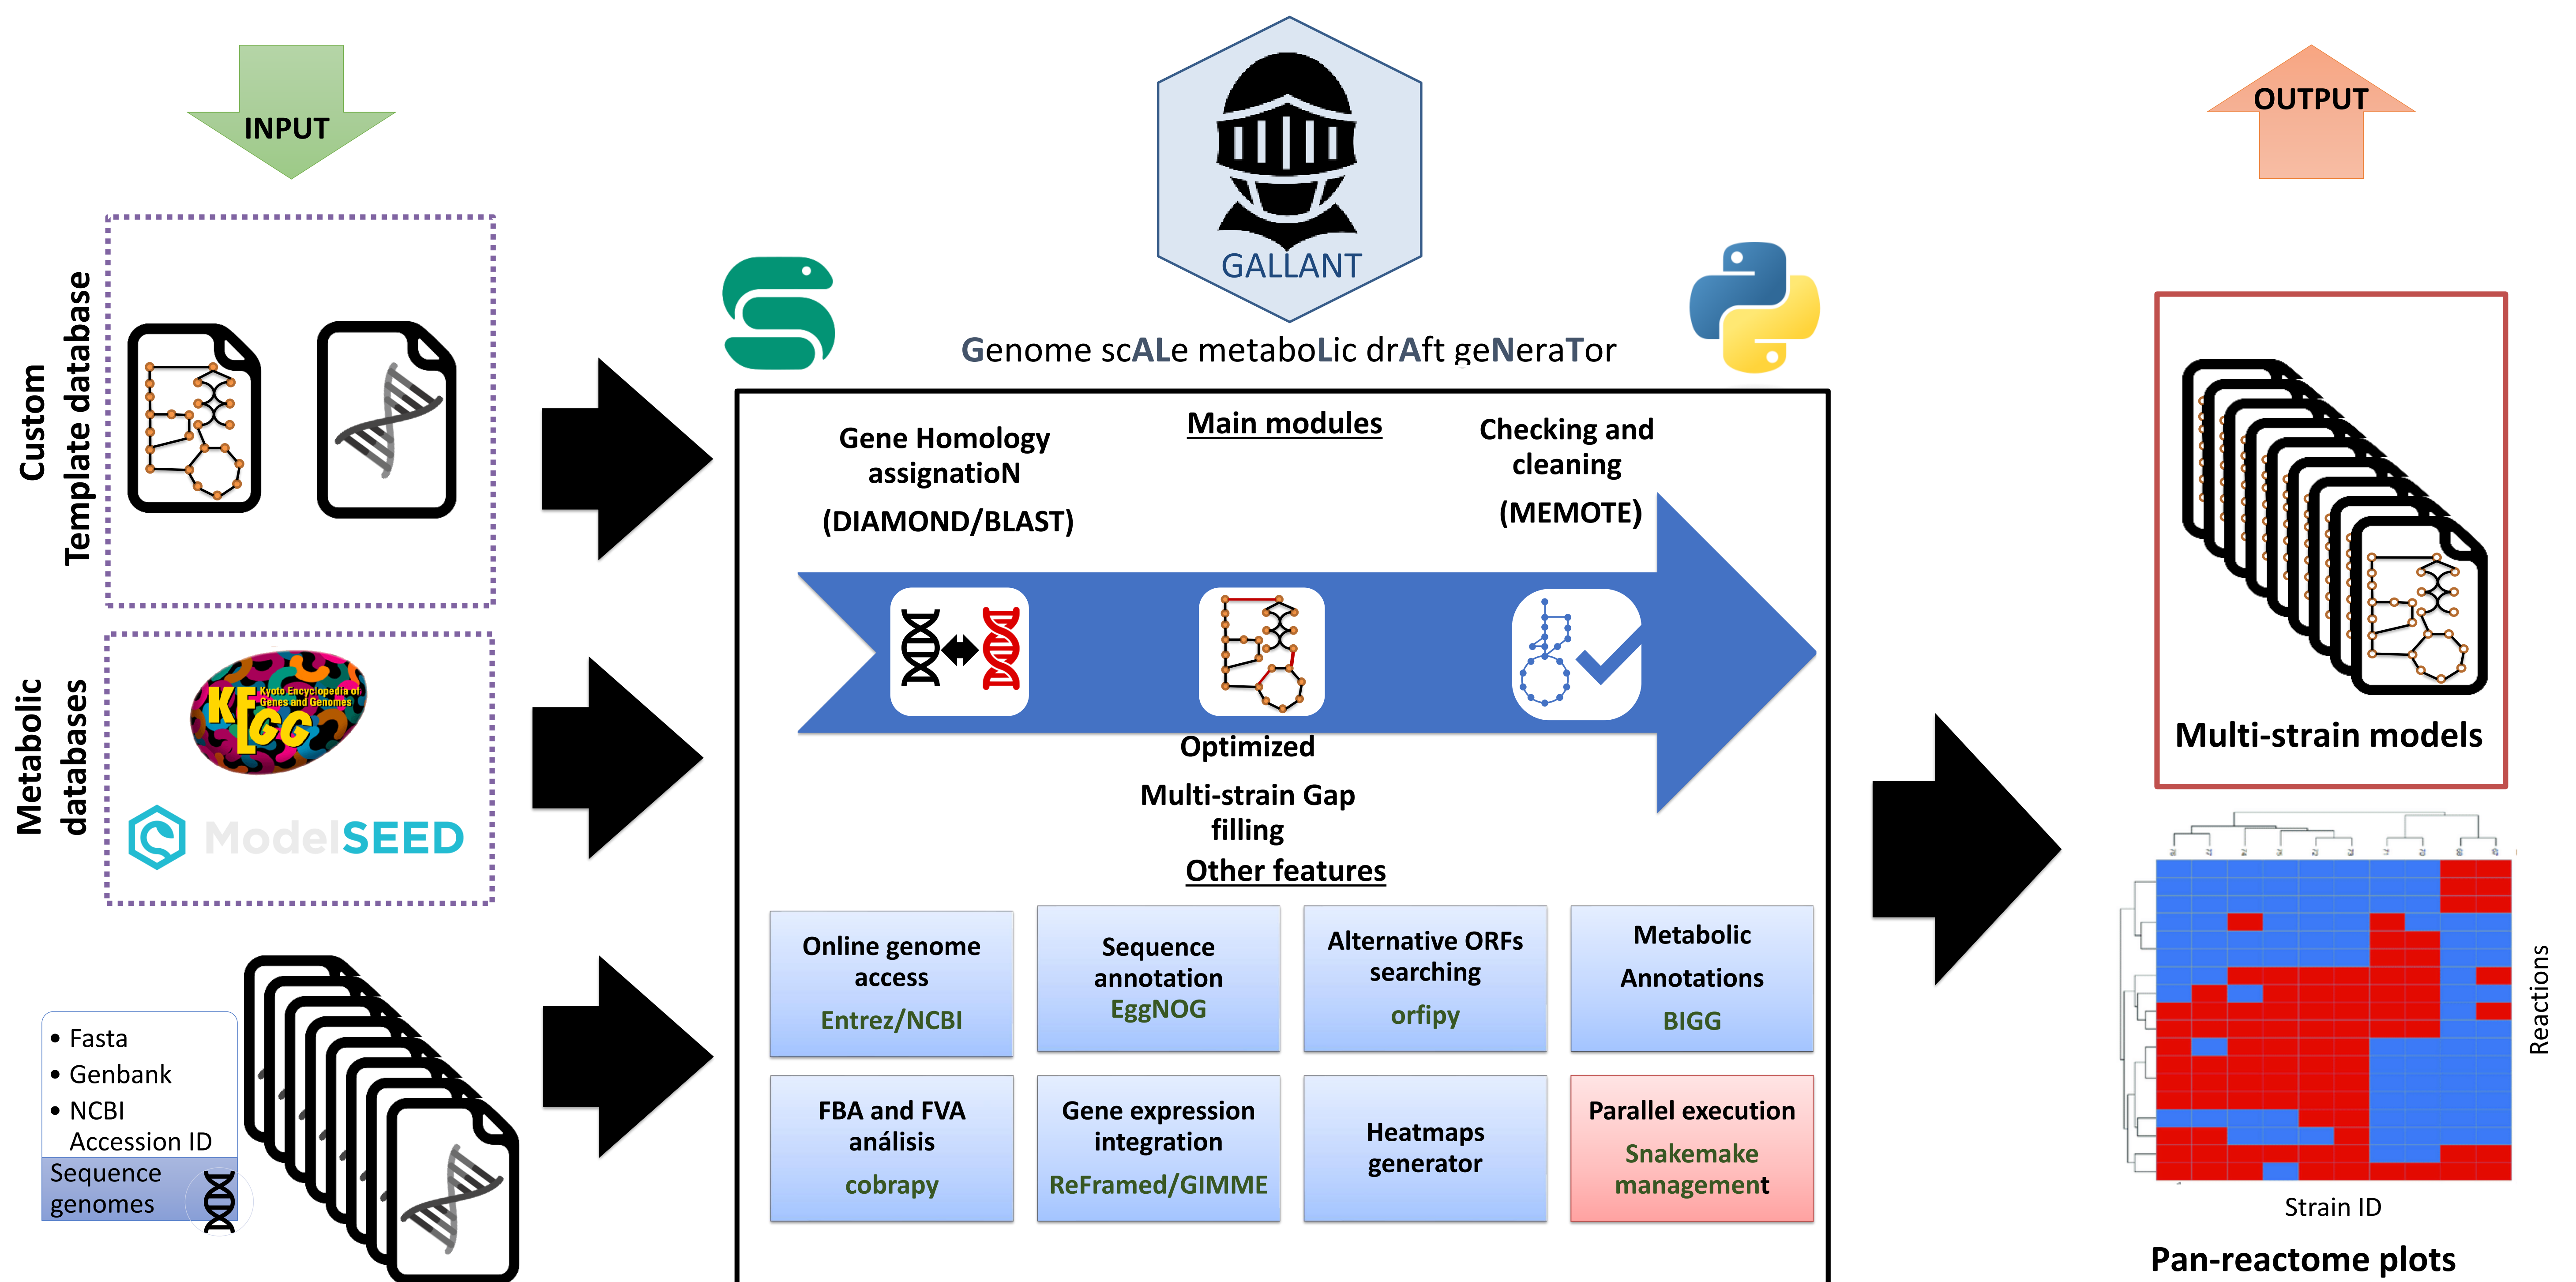 INPUT
Custom
Template database
Metabolic
databases
KEGG
Kyoto Encyclopedia of
Genes and Genomes
ModelSEED
• Fasta
• Genbank
• NCBI
Accession ID
Sequence
genomes
GALLANT
Genome scALe metaboLic drAft geNeraTor
Main modules
Gene Homology
assignatioN
(DIAMOND/BLAST)
Checking and
cleaning
(MEMOTE)
Optimized
Multi-strain Gap
filling
Other features
Online genome
access
Entrez/NCBI
Sequence
annotation
EggNOG
Alternative ORFs
searching
orfipy
Metabolic
Annotations
BIGG
FBA and FVA
análisis
cobrapy
Gene expression
integration
ReFramed/GIMME
Heatmaps
generator
Parallel execution
Snakemake
management
OUTPUT
Multi-strain models
Reactions
Strain ID
Pan-reactome plots